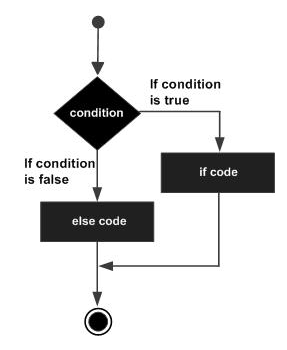 If condition
is true
condition
If condition
is false
if code
else code